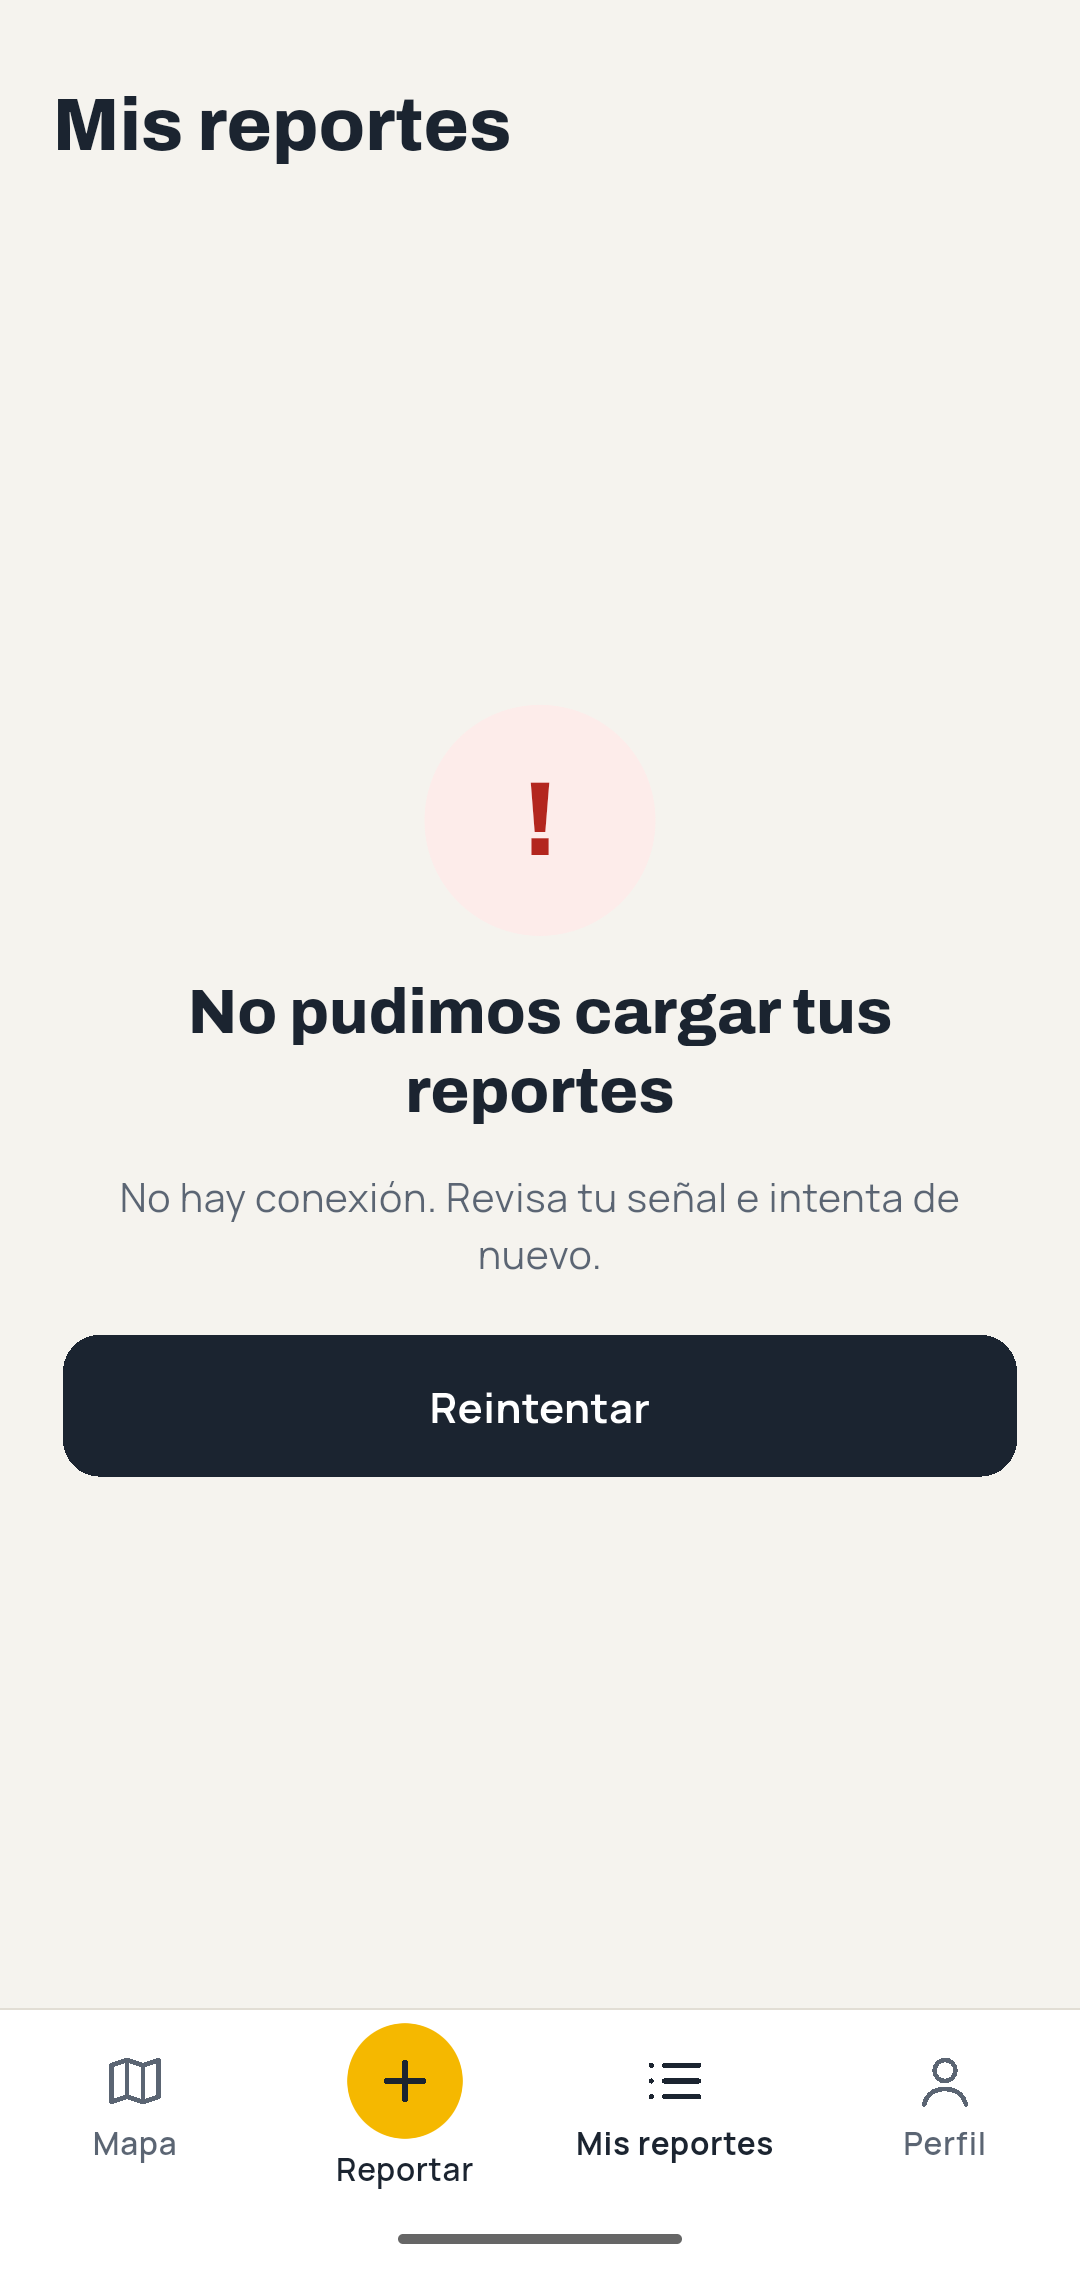 Mis reportes
!
No pudimos cargar tus
reportes
No hay conexión. Revisa tu señal e intenta de
nuevo.
Reintentar
Mapa
Reportar
Mis reportes
Perfil